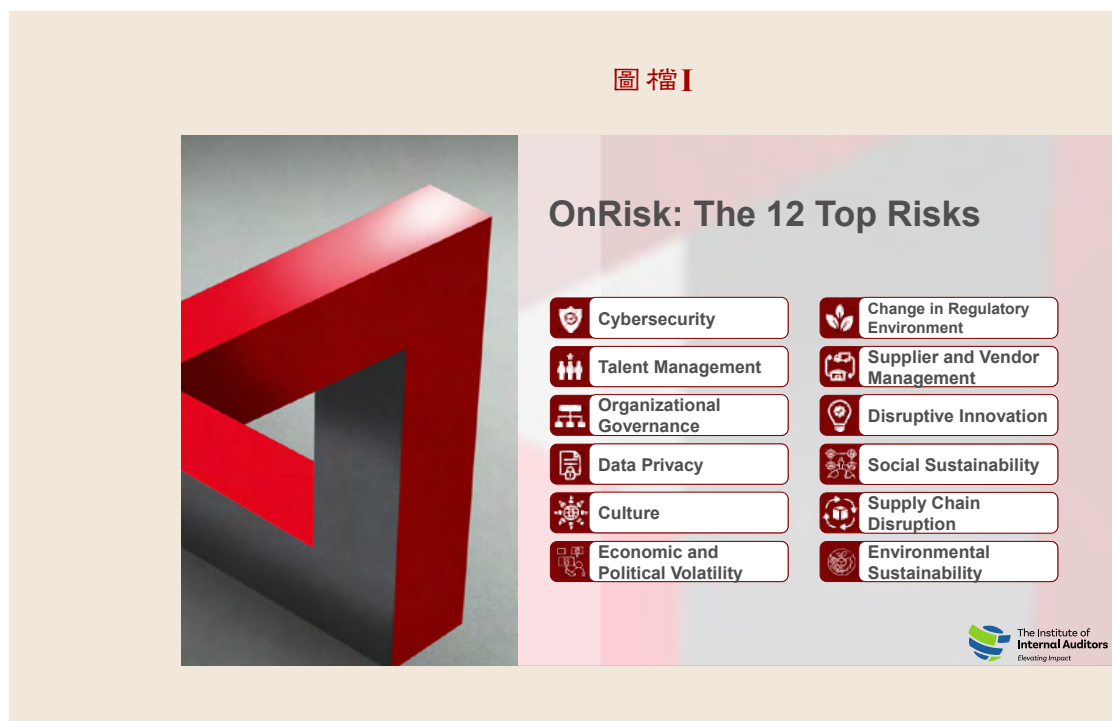 圖檔I
OnRisk: The 12 Top Risks
Cybersecurity
Talent Management
Organizational
Governance
Data Privacy
Culture
Economic and
Political Volatility
Change in Regulatory
Environment
Supplier and Vendor
Management
Disruptive Innovation
Social Sustainability
Supply Chain
Disruption
Environmental
Sustainability
The Institute of
Internal Auditors
Elevating Impact